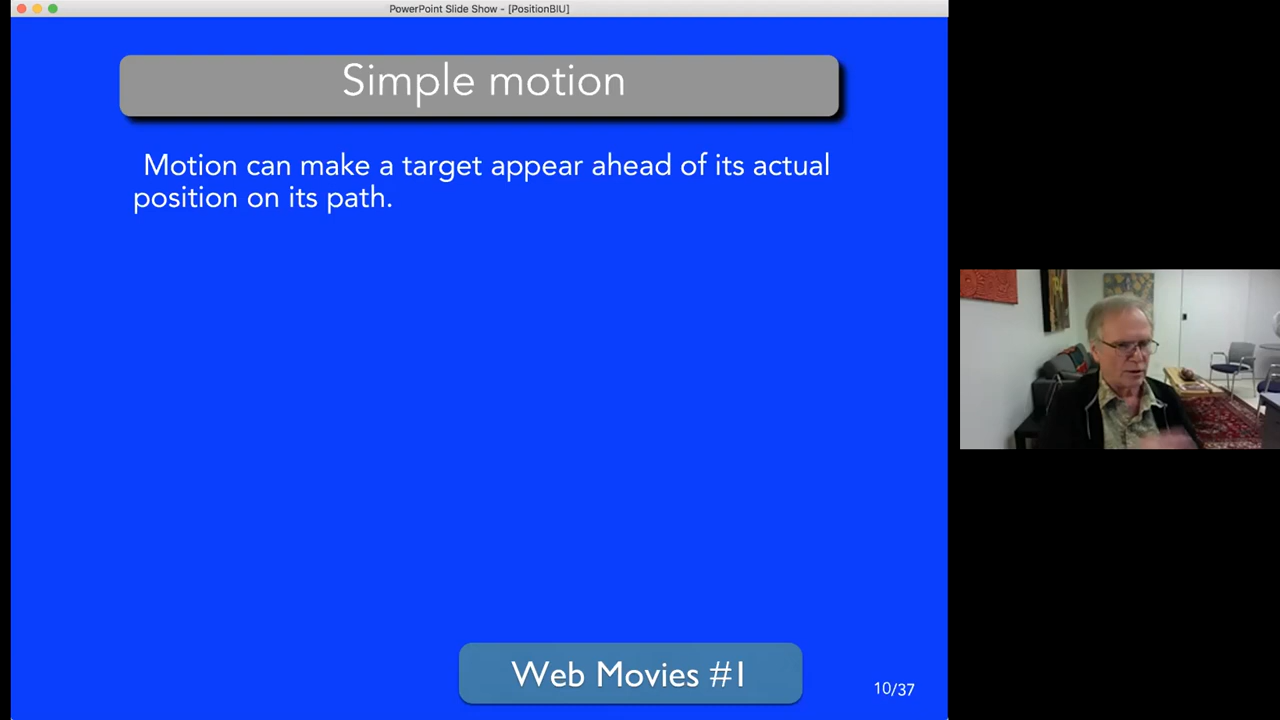 PowerPoint Slide Show - [PositionBIU]
Simple motion
Motion can make a target appear ahead of its actual
position on its path.
Web Movies #1
10/37